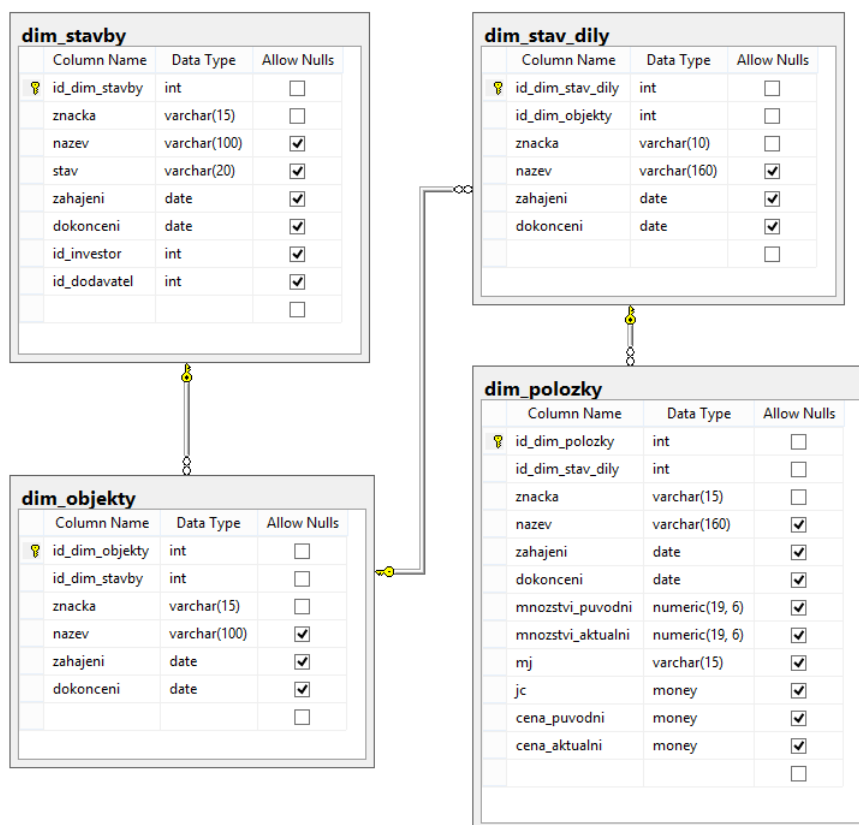 dim_stavby
Column Name Data Type Allow Nulls
id_dim_stavby int
znacka varchar(15)
nazev varchar(100)
stav varchar(20)
zahajeni date
dokonceni date
id_investor int
id_dodavatel int
dim_stav_dily
Column Name Data Type Allow Nulls
id_dim_stav_dily int
id_dim_objekty int
znacka varchar(10)
nazev varchar(160)
zahajeni date
dokonceni date
dim_objekty
Column Name Data Type Allow Nulls
id_dim_objekty int
id_dim_stavby int
znacka varchar(15)
nazev varchar(100)
zahajeni date
dokonceni date
dim_polozky
Column Name Data Type Allow Nulls
id_dim_polozky int
id_dim_stav_dily int
znacka varchar(15)
nazev varchar(160)
zahajeni date
dokonceni date
mnozstvi_puvodni numeric(19, 6)
mnozstvi_aktualni numeric(19, 6)
mj varchar(15)
jc money
cena_puvodni money
cena_aktualni money